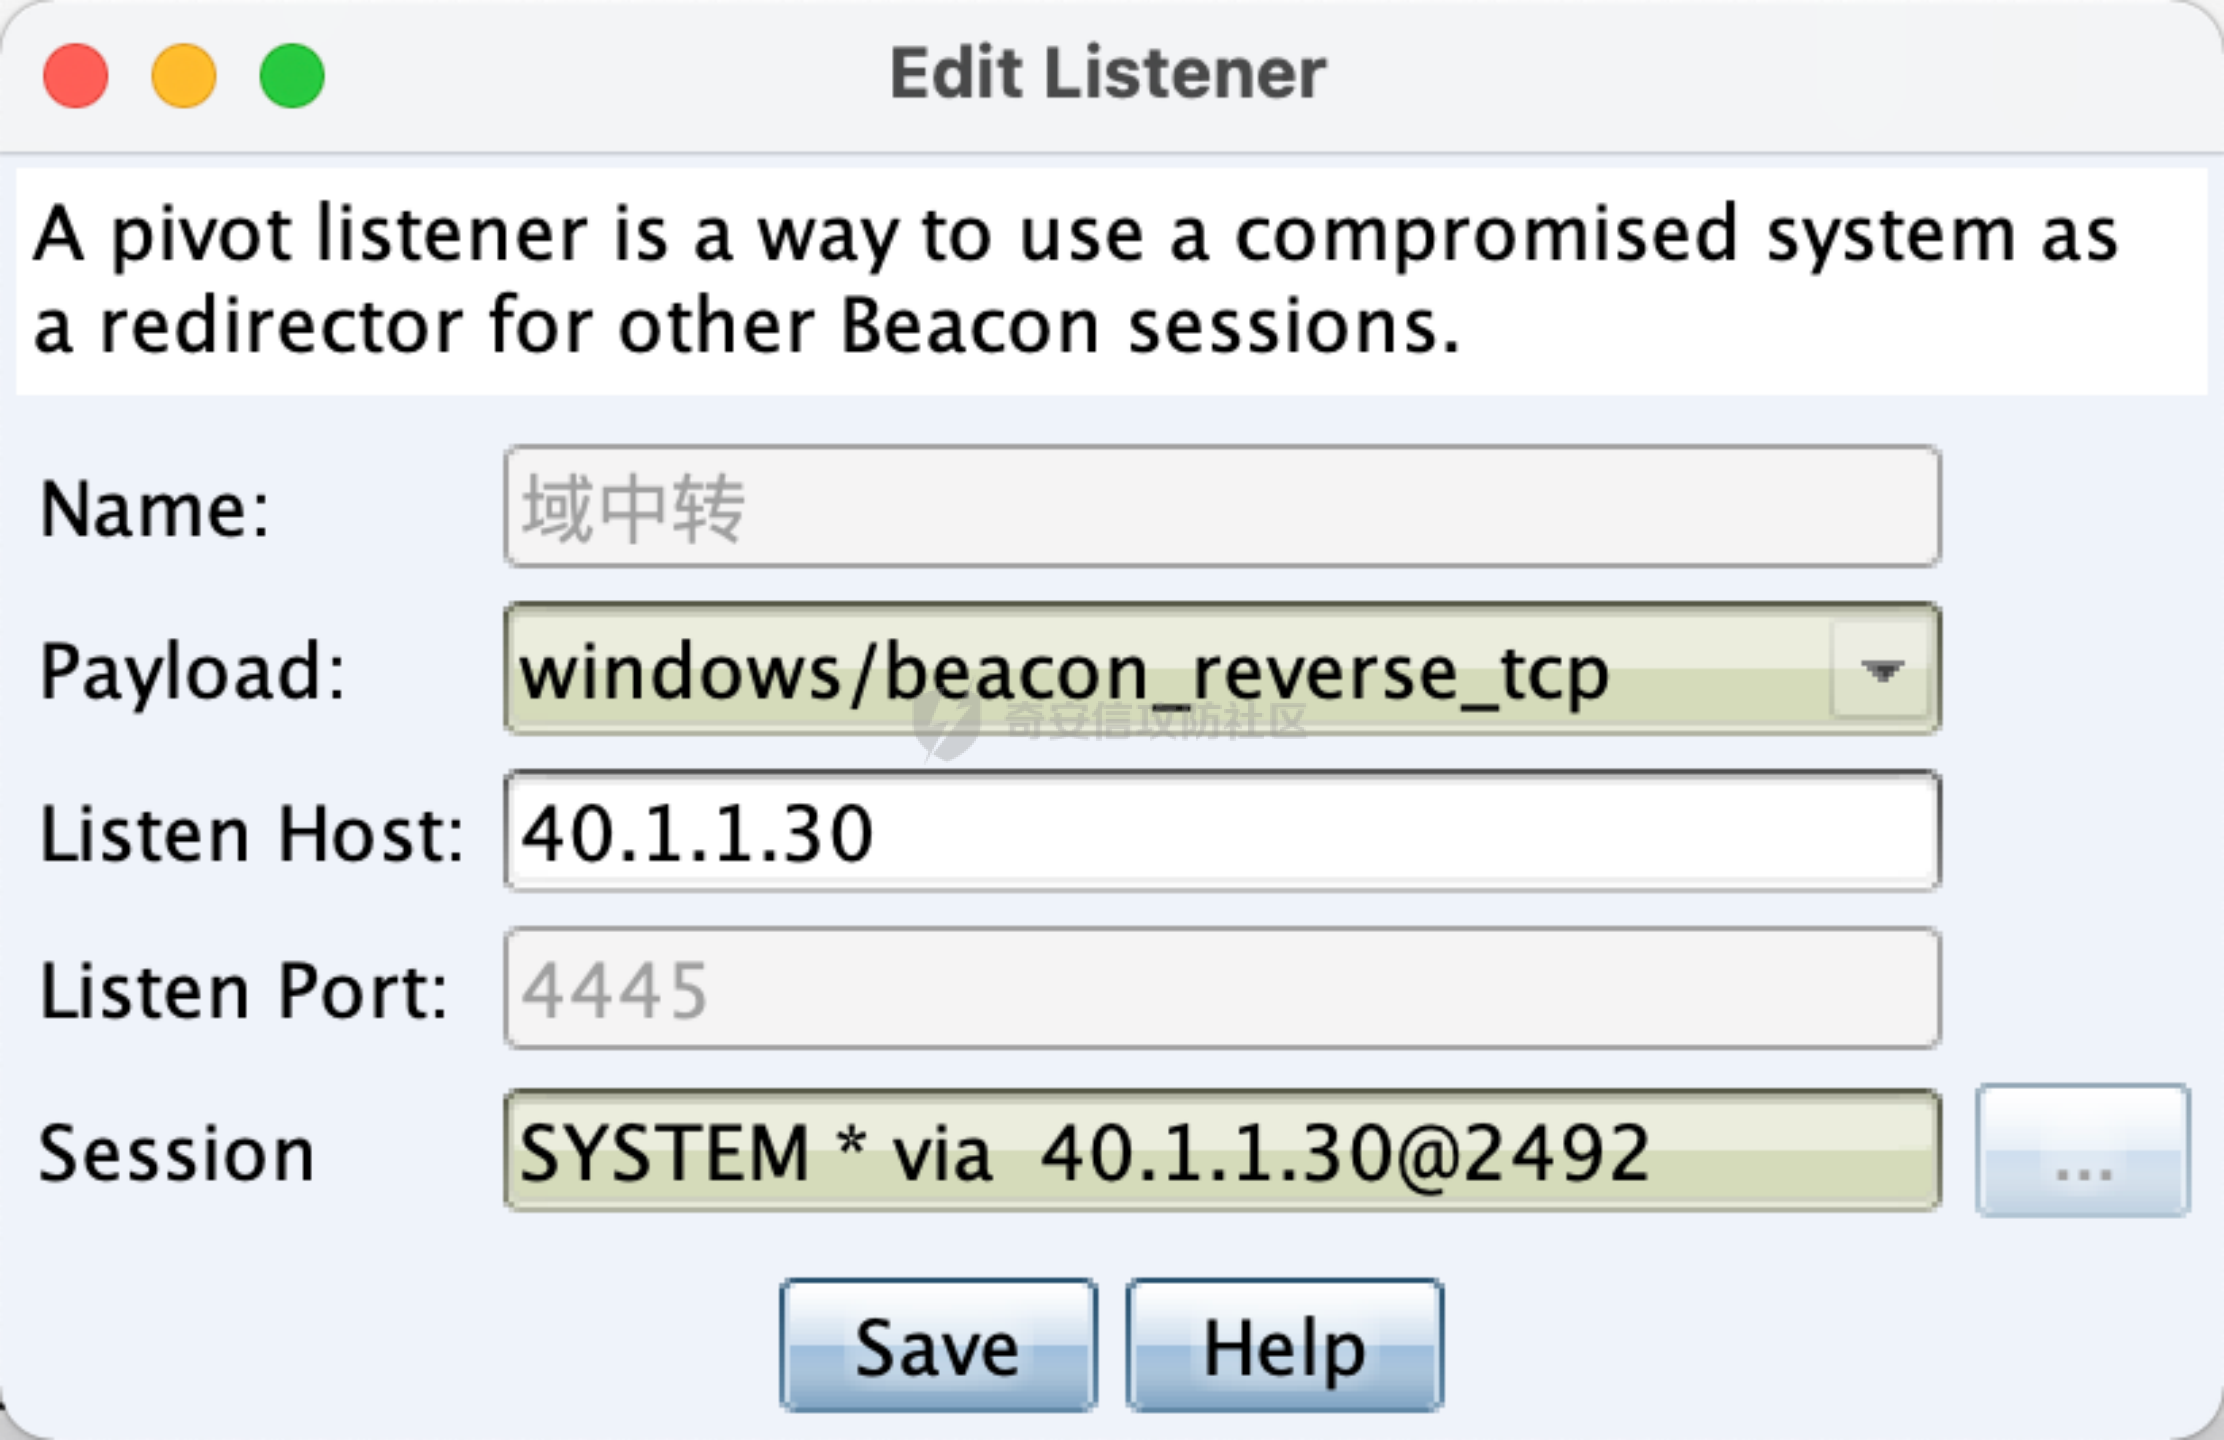 Edit Listener
A pivot listener is a way to use a compromised system as
a redirector for other Beacon sessions.
Name: 域中转
Payload: windows/beacon_reverse_tcp
奇安信攻防社区
Listen Host: 40.1.1.30
Listen Port: 4445
Session SYSTEM * via  40.1.1.30@2492 ...
Save Help